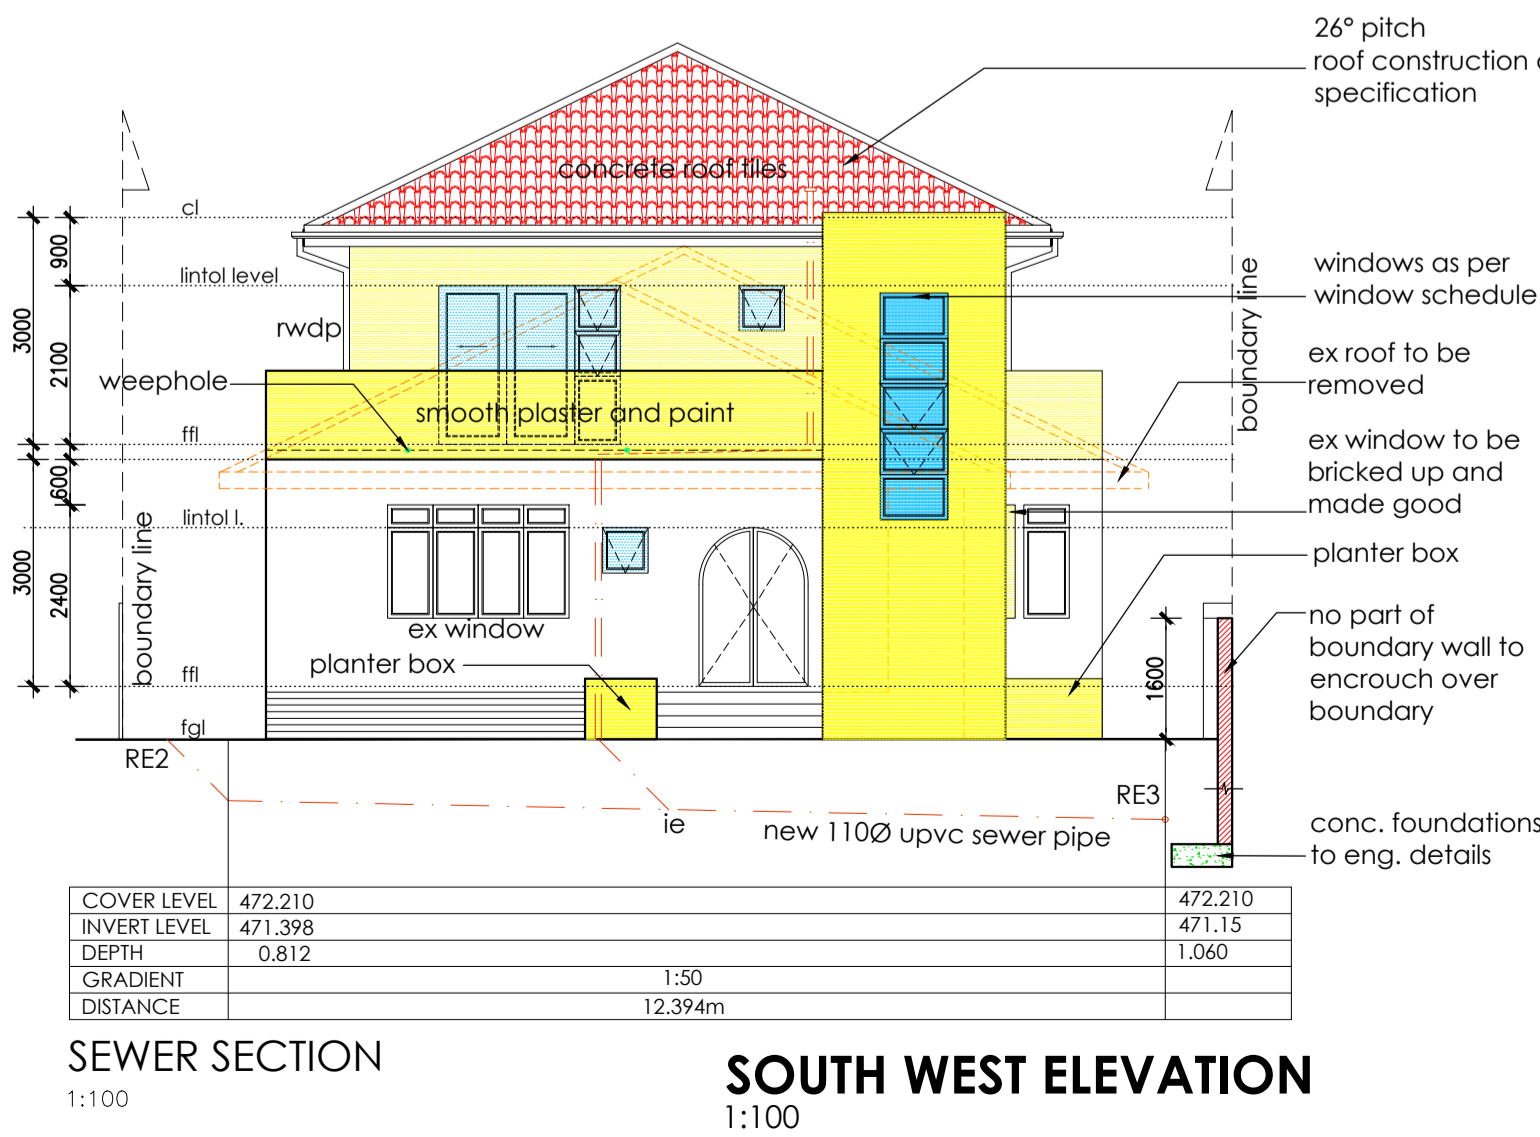 26° pitch
roof construction
specification
concrete roof tiles
cl
900
lintol level
windows as per
window schedule
boundary line
3000
rwdp
2100
ex roof to be
removed
weephole
smooth plaster and paint
ffl
ex window to be
bricked up and
made good
600
lintol l.
boundary line
planter box
3000
2400
ex window
no part of
boundary wall to
encrouch over
boundary
planter box
ffl
1600
fgl
RE2
RE3
ie
new 110Ø upvc sewer pipe
conc. foundations
to eng. details
COVER LEVEL 472.210 472.210
INVERT LEVEL 471.398 471.15
DEPTH 0.812 1.060
GRADIENT 1:50
DISTANCE 12.394m
SEWER SECTION
1:100
SOUTH WEST ELEVATION
1:100